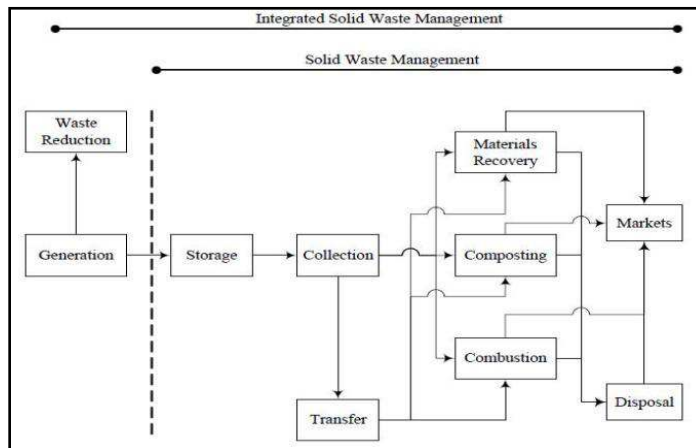 Integrated Solid Waste Management
Solid Waste Management
Waste
Reduction
Materials
Recovery
Markets
Generation
Storage
Collection
Composting
Combustion
Transfer
Disposal